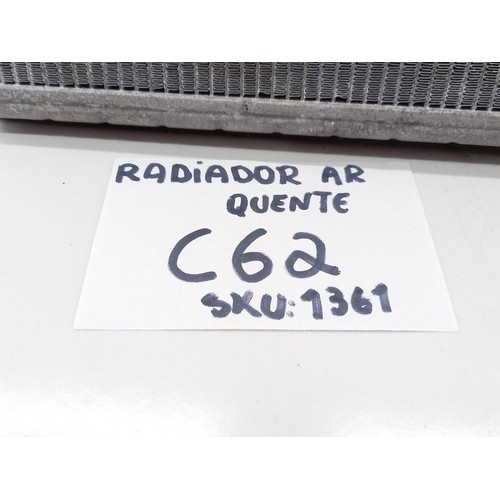 RADiADOR AR
QUENTE
C62
SKU:1361